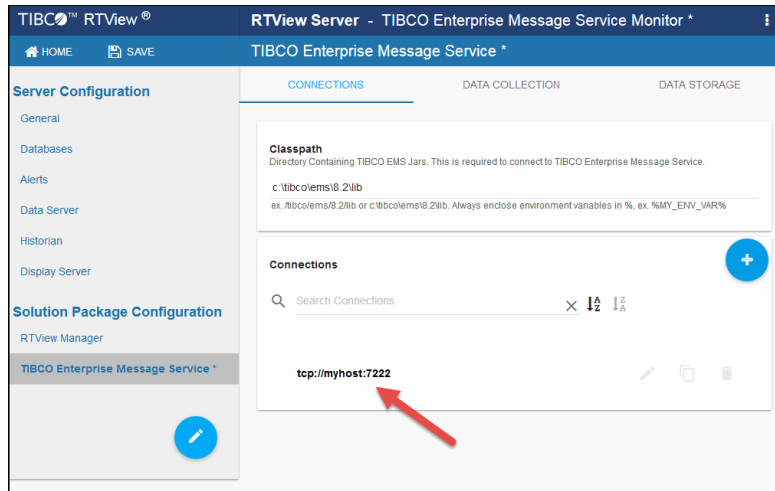 TIBCO™ RTView ®
RTView Server - TIBCO Enterprise Message Service Monitor *
HOME
SAVE
TIBCO Enterprise Message Service *
Server Configuration
General
Databases
Alerts
Data Server
Historian
Display Server
Solution Package Configuration
RTView Manager
TIBCO Enterprise Message Service *
CONNECTIONS
DATA COLLECTION
DATA STORAGE
Classpath
Directory Containing TIBCO EMS Jars. This is required to connect to TIBCO Enterprise Message Service.
c:\tibco\ems\8.2\lib
ex. /tibco/ems/8.2/lib or c:\tibco\ems\8.2\lib. Always enclose environment variables in %, ex. %MY_ENV_VAR%
Connections
Search Connections
A
Z
Z
A
tcp://myhost:7222